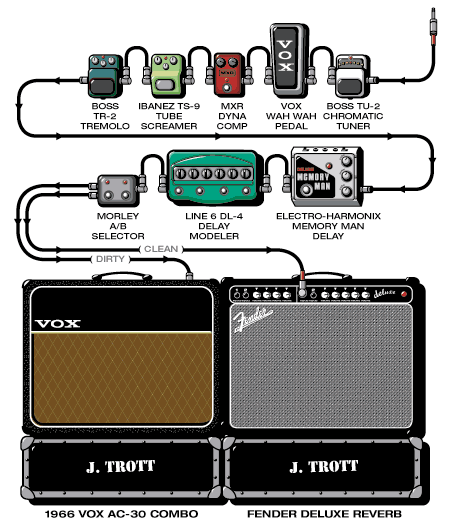 VOX
MXR
BOSS
TR-2
TREMOLO
IBANEZ TS-9
TUBE
SCREAMER
MXR
DYNA
COMP
VOX
WAH WAH
PEDAL
BOSS TU-2
CHROMATIC
TUNER
MEMORY
MAN
MORLEY
A/B
SELECTOR
LINE 6 DL-4
DELAY
MODELER
ELECTRO-HARMONIX
MEMORY MAN
DELAY
CLEAN
DIRTY
VOX
Fender
deluxe
J. TROTT
J. TROTT
1966 VOX AC-30 COMBO
FENDER DELUXE REVERB